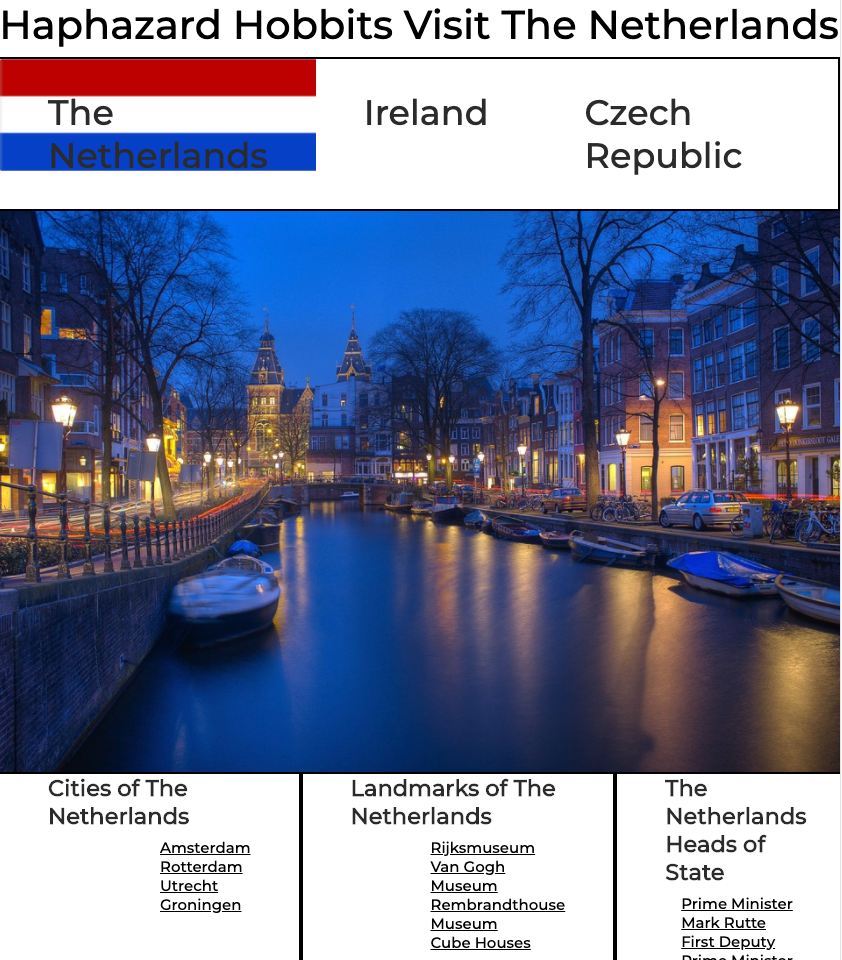 Haphazard Hobbits Visit The Netherlands
The
Netherlands
Ireland
Czech
Republic
Cities of The
Netherlands
Amsterdam
Rotterdam
Utrecht
Groningen
Landmarks of The
Netherlands
Rijksmuseum
Van Gogh
Museum
Rembrandthouse
Museum
Cube Houses
The
Netherlands
Heads of
State
Prime Minister
Mark Rutte
First Deputy
Prime Minister